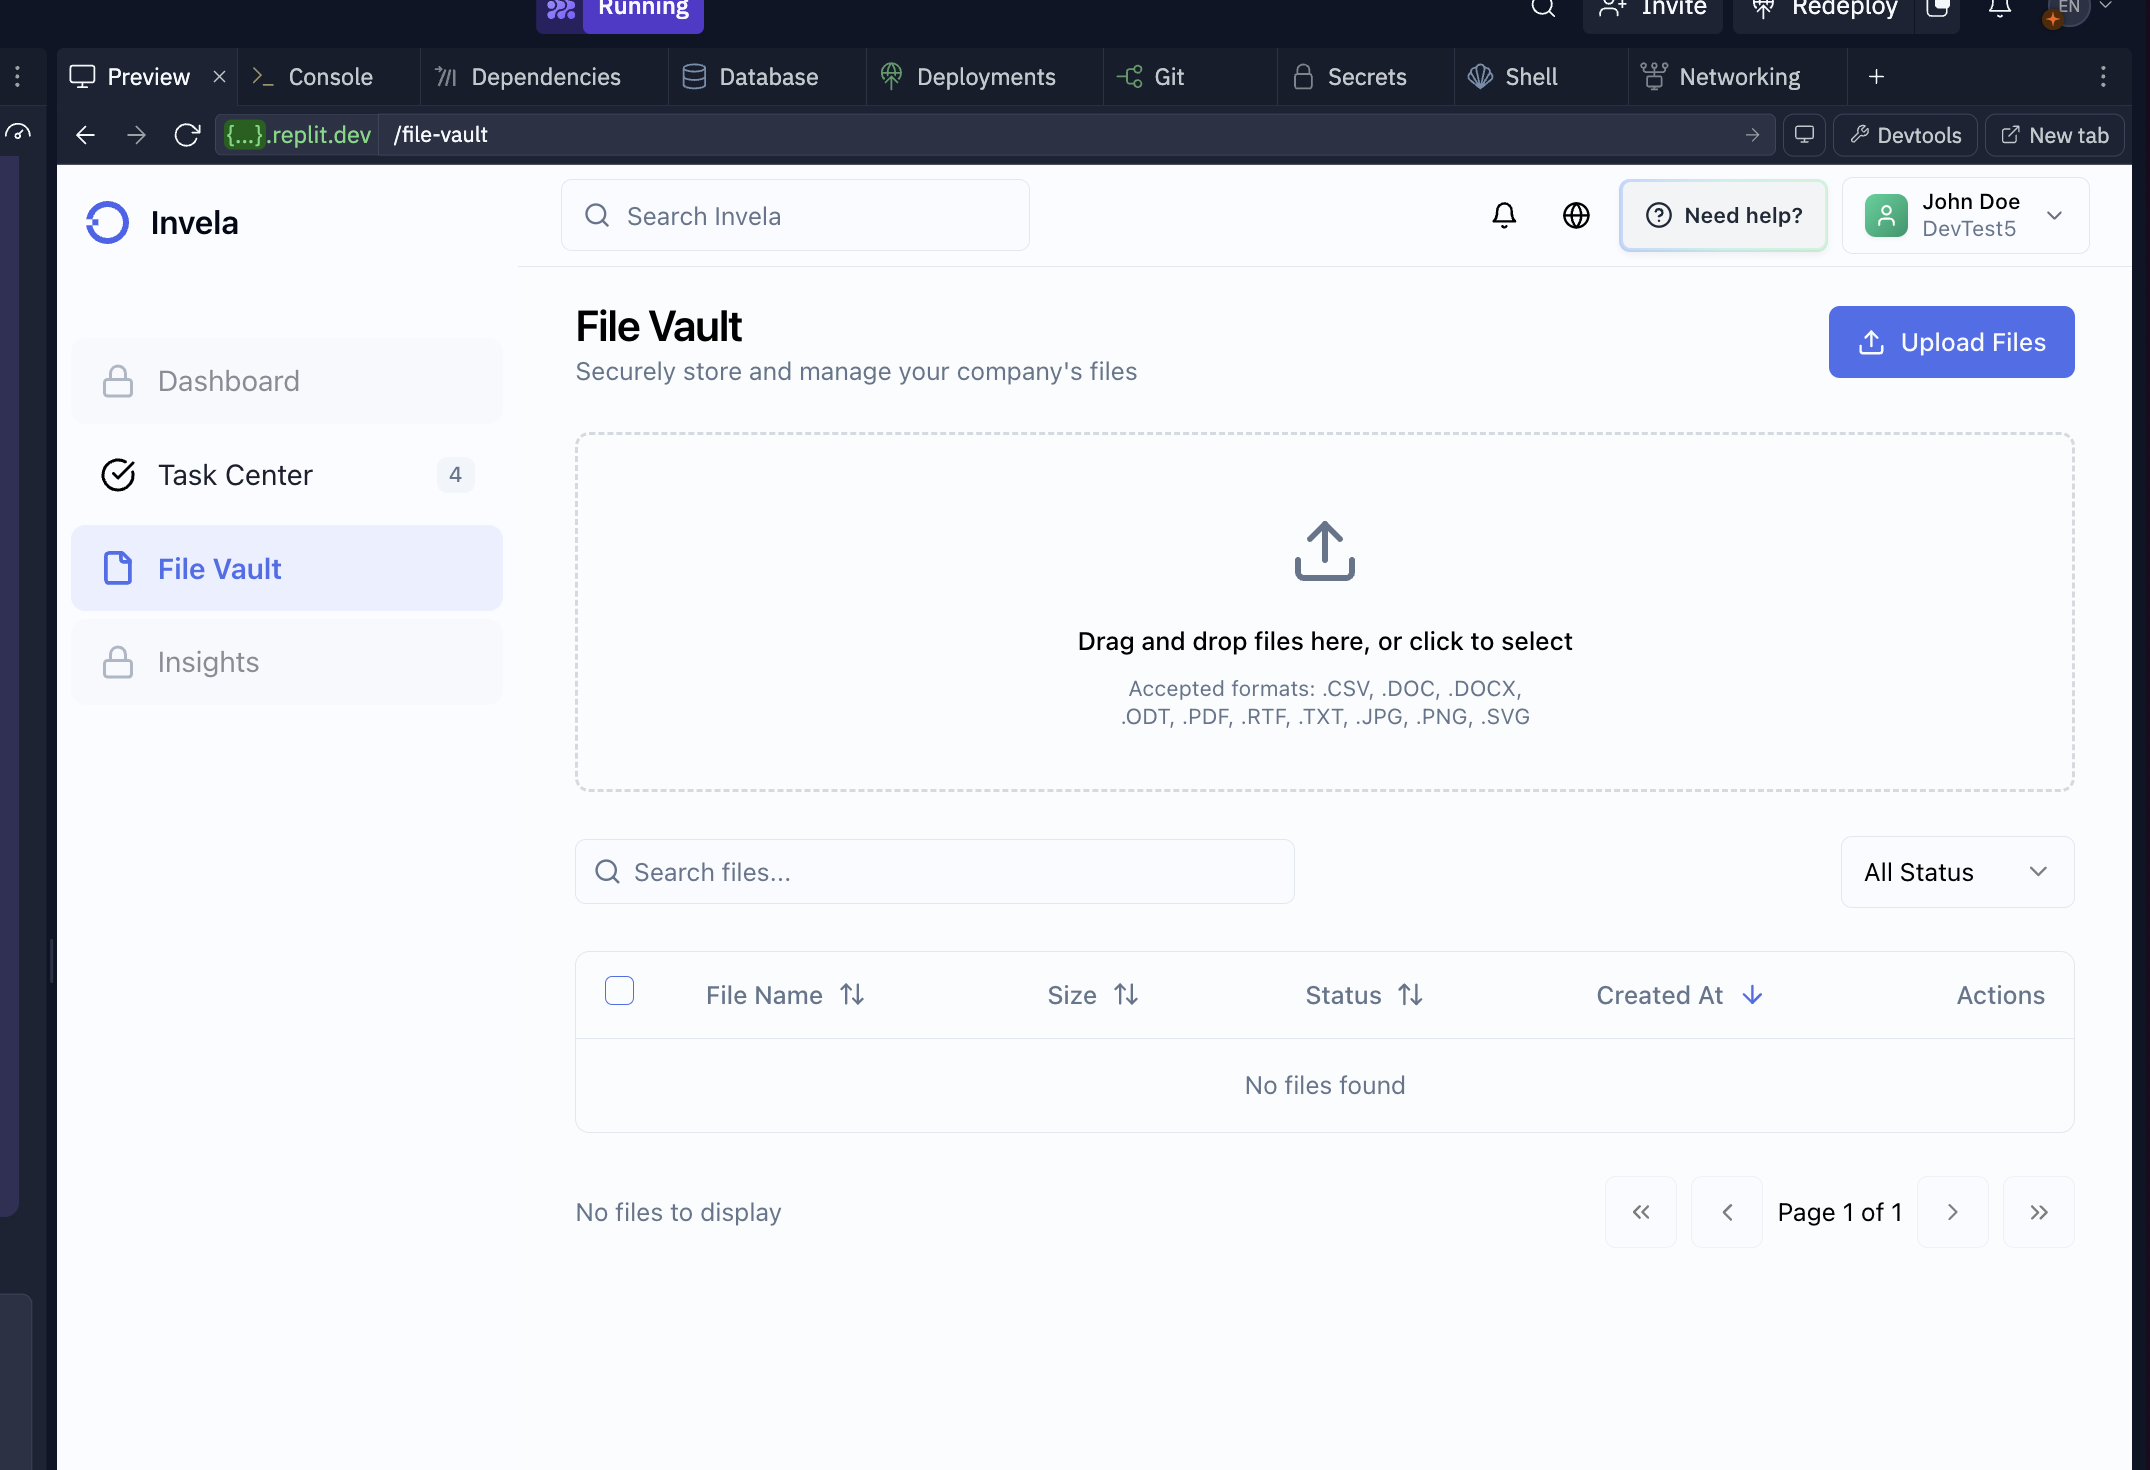 Running
Invite
Redeploy
EN
Preview
Console
Dependencies
Database
Deployments
Git
Secrets
Shell
Networking
{...}.replit.dev
/file-vault
Devtools
New tab
Invela
Search Invela
Need help?
John Doe
DevTest5
Dashboard
Task Center
4
File Vault
Insights
File Vault
Securely store and manage your company's files
Upload Files
Drag and drop files here, or click to select
Accepted formats: .CSV, .DOC, .DOCX,
.ODT, .PDF, .RTF, .TXT, .JPG, .PNG, .SVG
Search files...
All Status
File Name
Size
Status
Created At
Actions
No files found
No files to display
Page 1 of 1